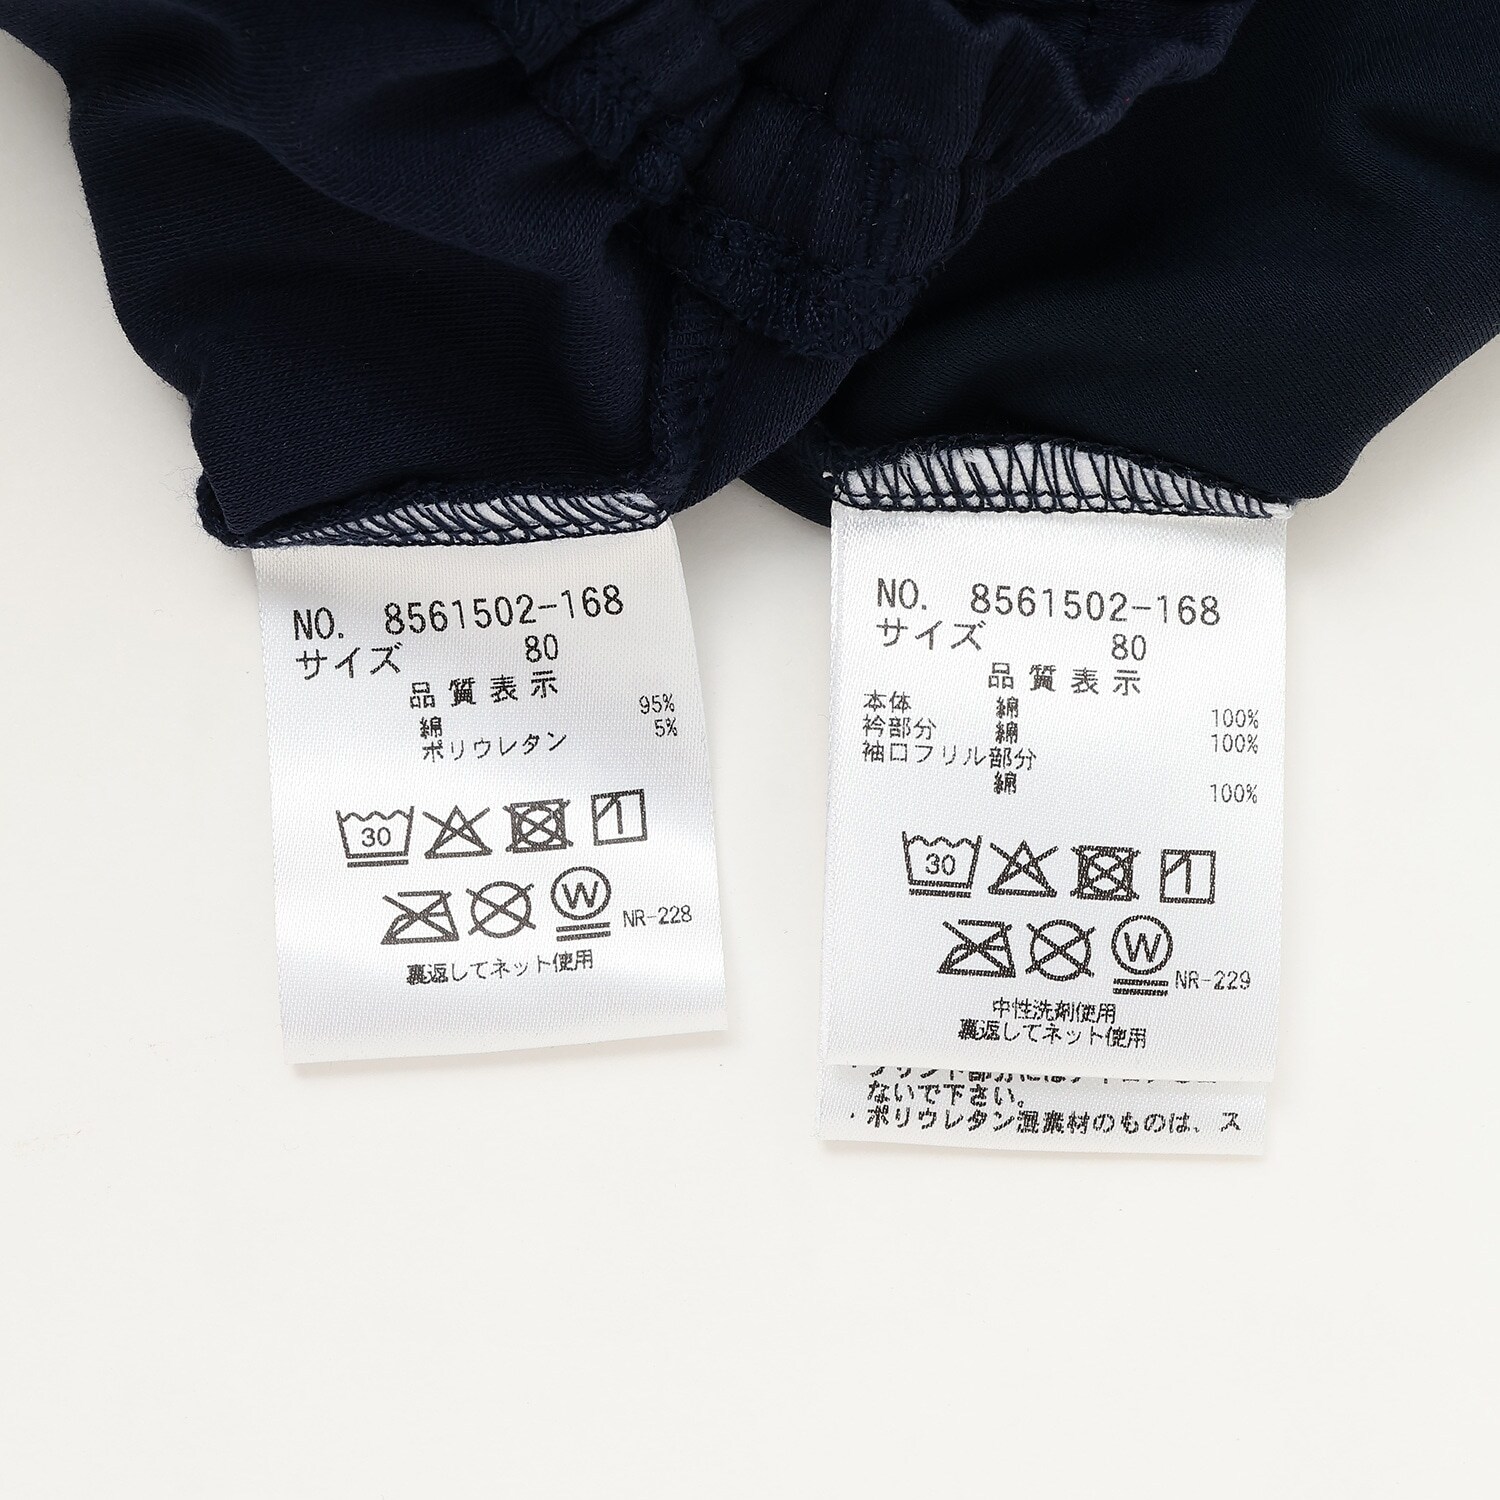 NO. 8561502-168
サイズ 80
品質表示
綿 95%
ポリウレタン 5%
30
W NR-228
裏返してネット使用
NO. 8561502-168
サイズ 80
品質表示
本体 綿 100%
衿部分 綿 100%
袖口フリル部分
綿 100%
30
W NR-229
中性洗剤使用
裏返してネット使用
ないで下さい。
・ポリウレタン混素材のものは、ス